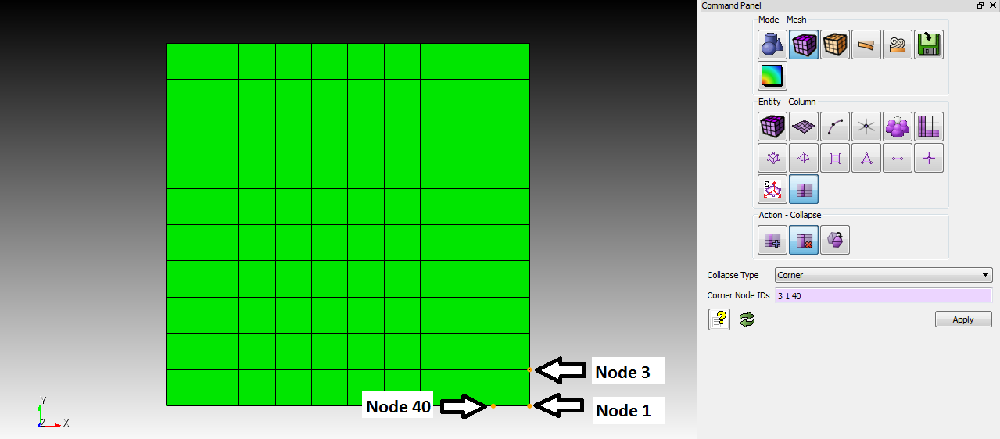 Command Panel
Mode - Mesh
Entity - Column
Action - Collapse
Collapse Type Corner
Corner Node IDs 3 1 40
Apply
Node 3
Node 40
Node 1
Y
Z X